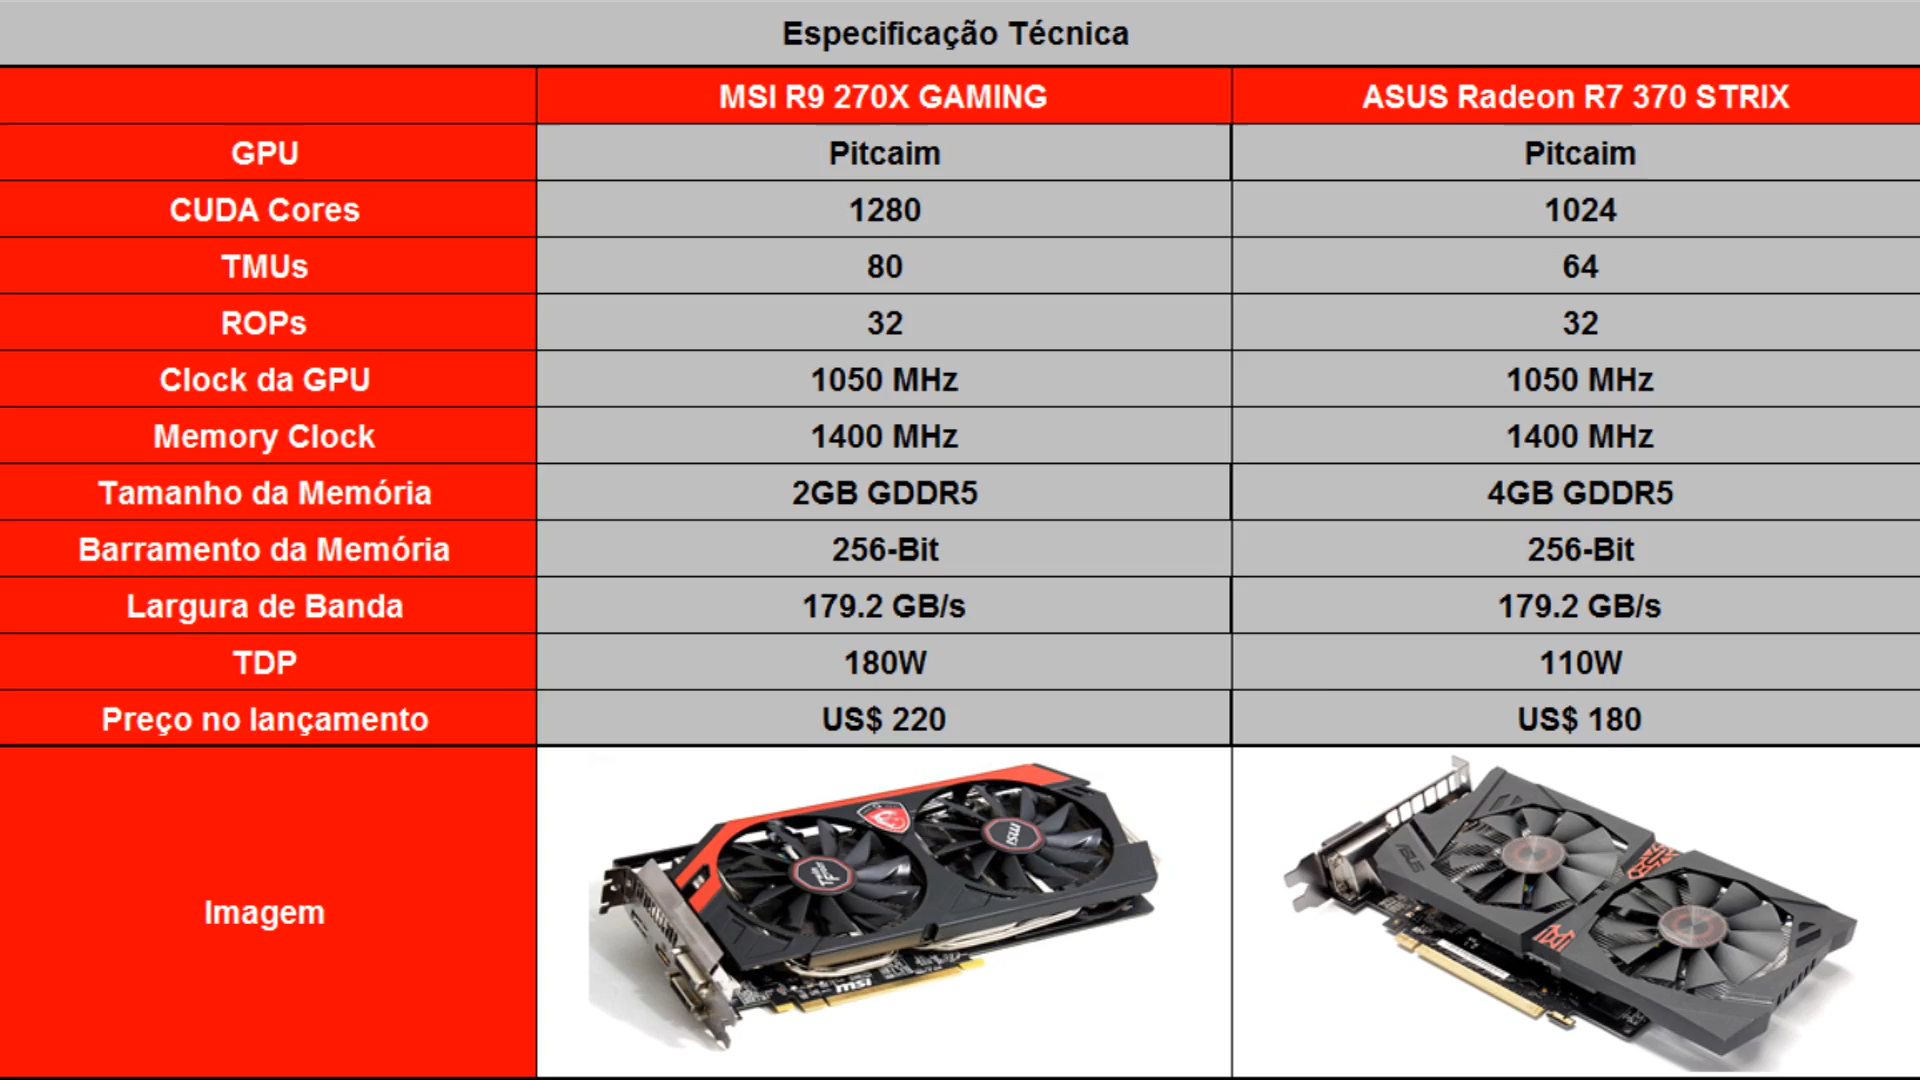 Especificação Técnica
MSI R9 270X GAMING ASUS Radeon R7 370 STRIX
GPU Pitcaim Pitcaim
CUDA Cores 1280 1024
TMUs 80 64
ROPs 32 32
Clock da GPU 1050 MHz 1050 MHz
Memory Clock 1400 MHz 1400 MHz
Tamanho da Memória 2GB GDDR5 4GB GDDR5
Barramento da Memória 256-Bit 256-Bit
Largura de Banda 179.2 GB/s 179.2 GB/s
TDP 180W 110W
Preço no lançamento US$ 220 US$ 180
Imagem
msi
msi
ASUS